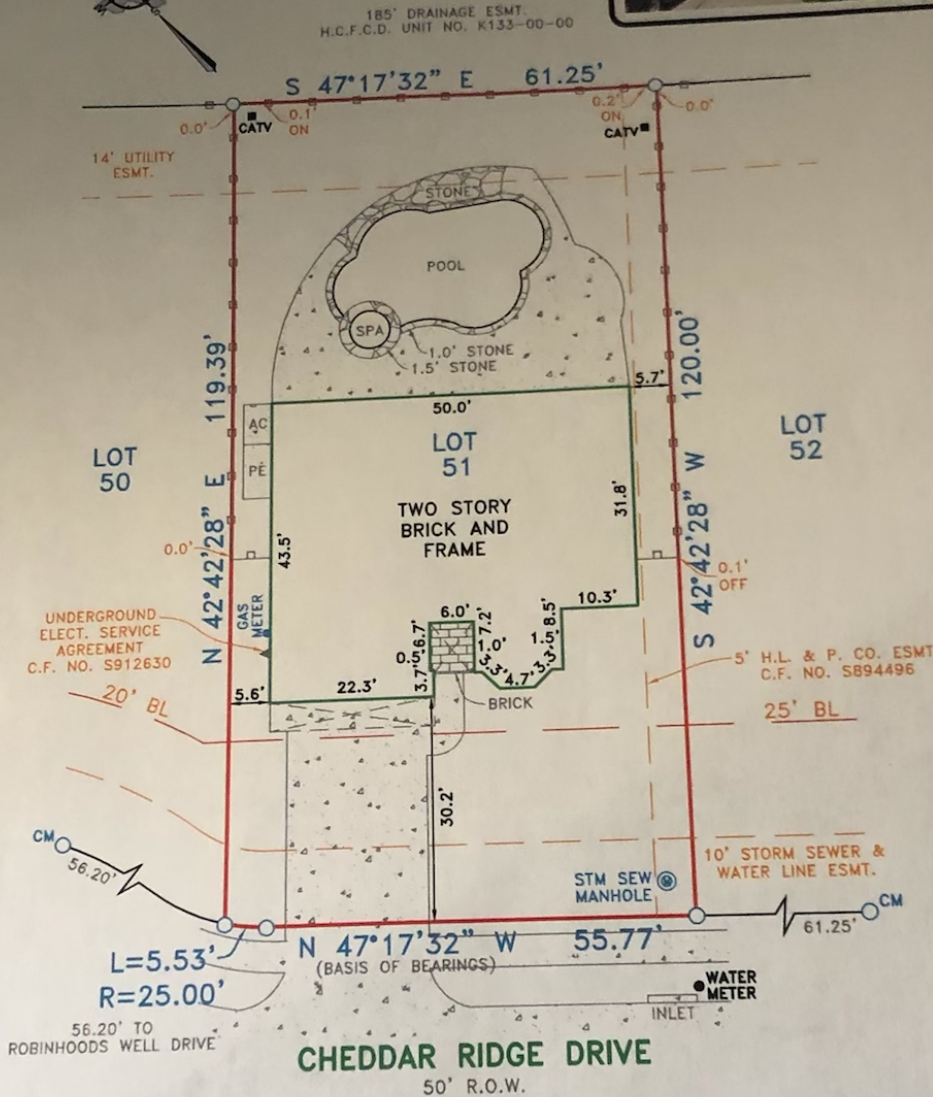 185' DRAINAGE ESMT.
H.C.F.C.D. UNIT NO. K133-00-00
S 47°17'32" E 61.25'
0.0'
CATV
0.1'
ON
0.2'
ON
0.0'
CATV
14' UTILITY
ESMT.
STONE
POOL
SPA
1.0' STONE
1.5' STONE
5.7'
50.0'
N 42°42'28" E 119.39'
S 42°42'28" W 120.00'
AC
PE
LOT
50
LOT
51
LOT
52
TWO STORY
BRICK AND
FRAME
31.8'
43.5'
0.0'
0.1'
OFF
GAS
METER
UNDERGROUND
ELECT. SERVICE
AGREEMENT
C.F. NO. S912630
6.0'
10.3'
6.7'
7.2'
8.5'
0.5'
1.0'
1.5'
3.7'
3.3'
4.7'
3.3'
5' H.L. & P. CO. ESMT
C.F. NO. S894496
5.6'
22.3'
BRICK
20' BL
25' BL
30.2'
CM
56.20'
10' STORM SEWER &
WATER LINE ESMT.
STM SEW
MANHOLE
CM
61.25'
N 47°17'32" W 55.77'
(BASIS OF BEARINGS)
L=5.53'
R=25.00'
WATER
METER
INLET
56.20' TO
ROBINHOODS WELL DRIVE
CHEDDAR RIDGE DRIVE
50' R.O.W.